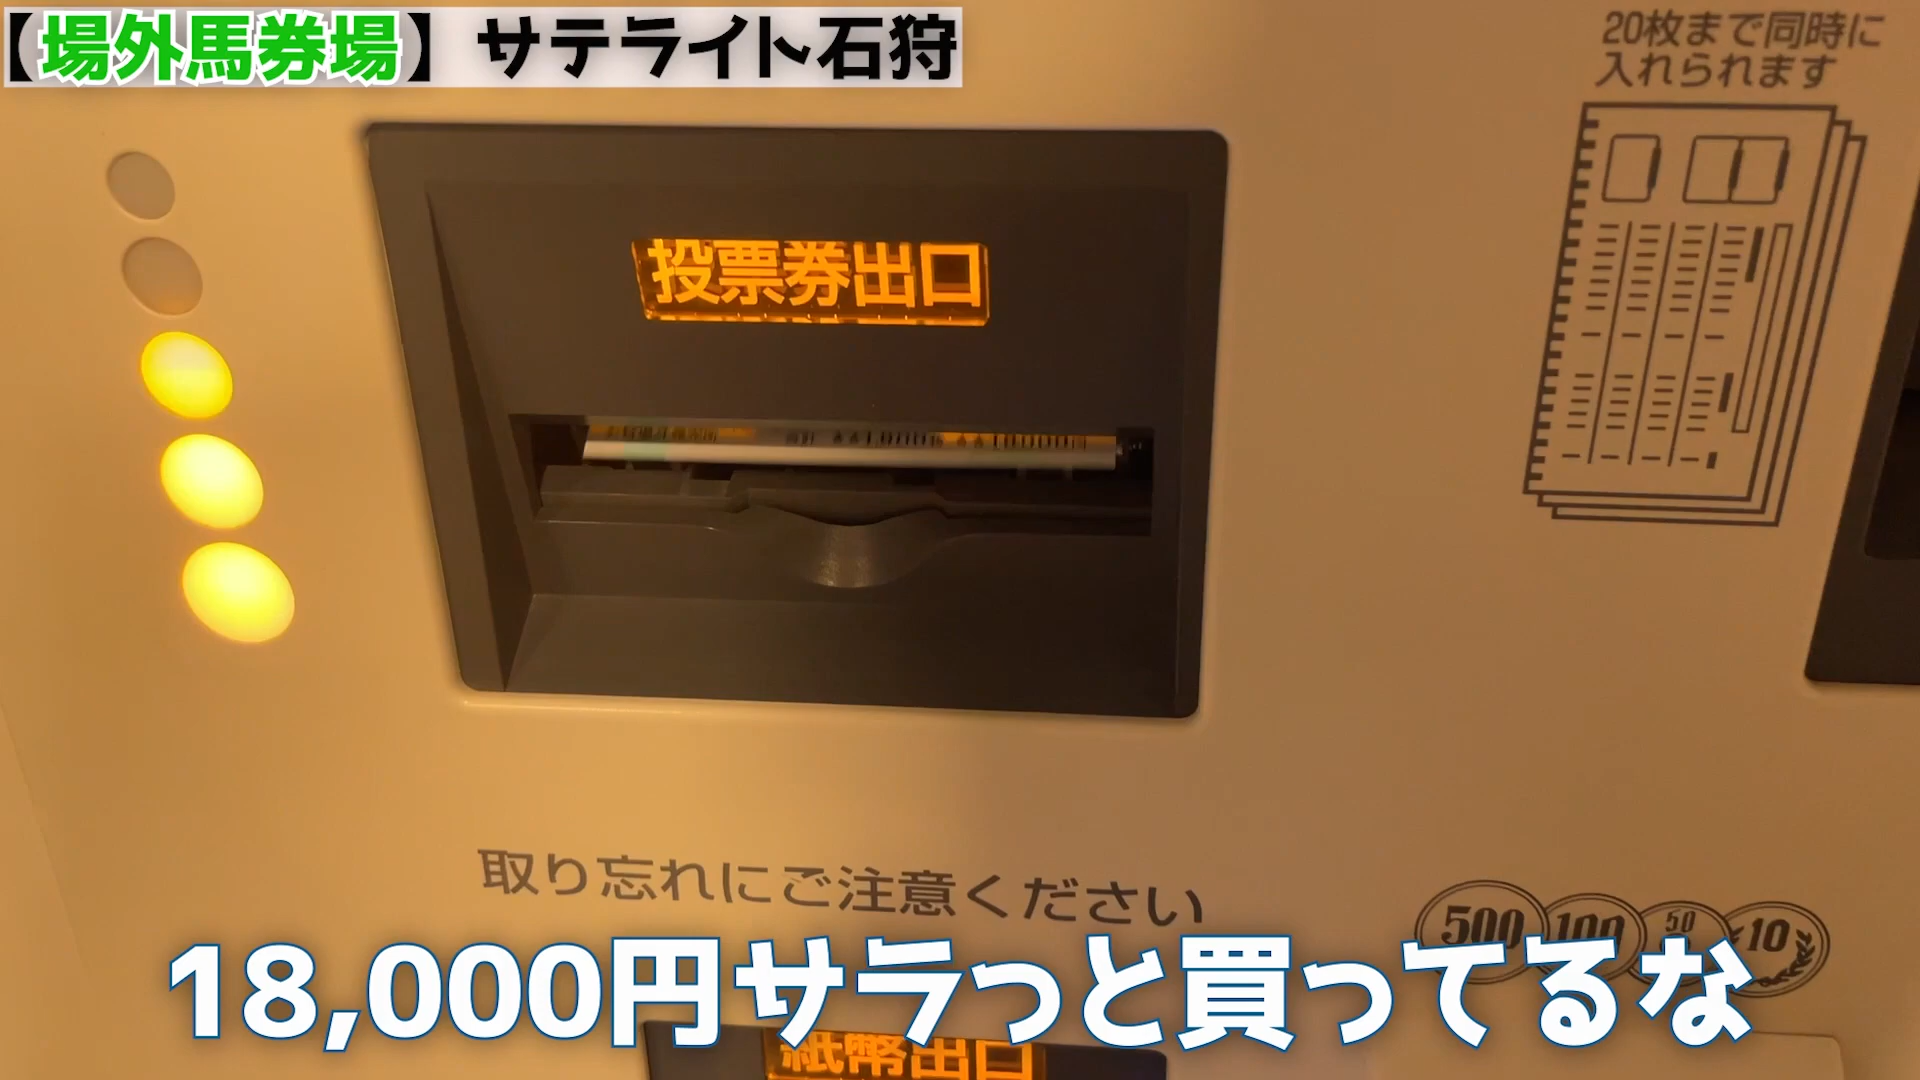 【場外馬券場】 サテライト石狩
20枚まで同時に
入れられます
投票券出口
取り忘れにご注意ください
500 100 50 10
18,000円サラっと買ってるな
紙幣出口